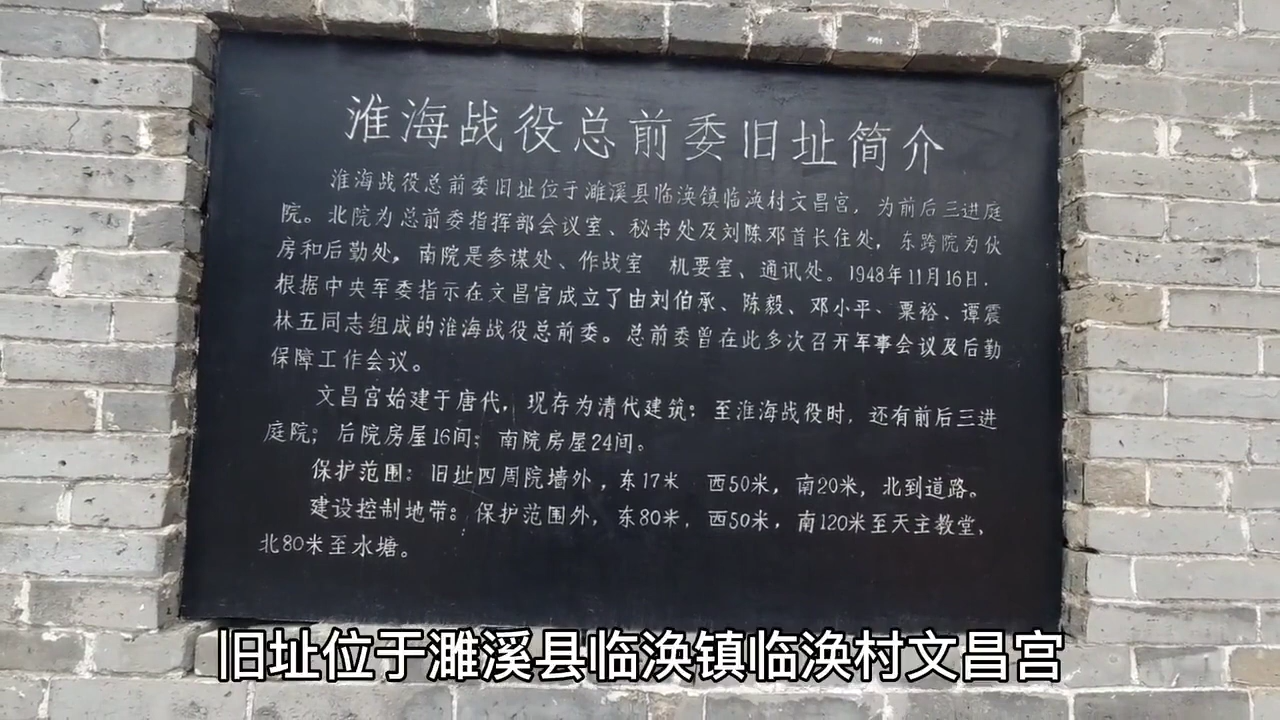 淮海战役总前委旧址简介
淮海战役总前委旧址位于濉溪县临涣镇临涣村文昌宫，为前后三进庭
院。北院为总前委指挥部会议室、秘书处及刘陈邓首长住处，东跨院为伙
房和后勤处，南院是参谋处、作战室 机要室、通讯处。1948年11月16日.
根据中央军委指示在文昌宫成立了由刘伯承、陈毅、邓小平、粟裕、谭震
林五同志组成的淮海战役总前委。总前委曾在此多次召开军事会议及后勤
保障工作会议。
文昌宫始建于唐代，现存为清代建筑；至淮海战役时，还有前后三进
庭院；后院房屋16间；南院房屋24间。
保护范围：旧址四周院墙外，东17米 西50米，南20米，北到道路。
建设控制地带：保护范围外，东80米，西50米，南120米至天主教堂，
北80米至水塘。
旧址位于濉溪县临涣镇临涣村文昌宫